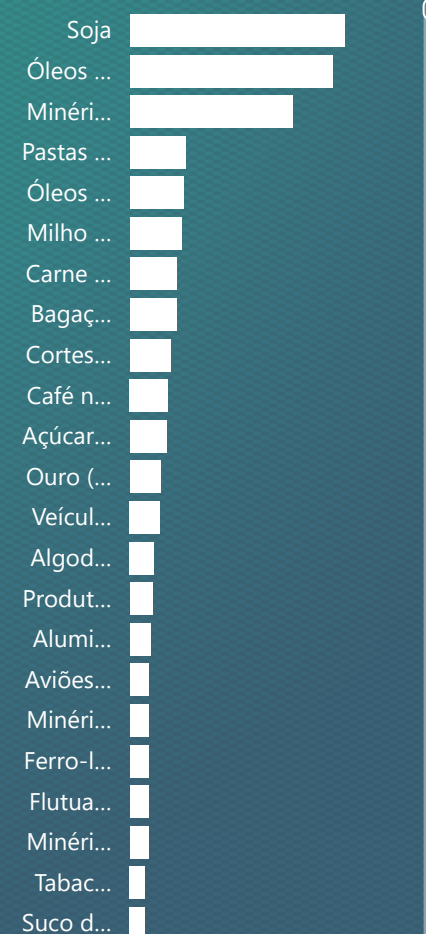 Soja
Óleos ...
Minéri...
Pastas ...
Óleos ...
Milho ...
Carne ...
Bagaç...
Cortes...
Café n...
Açúcar...
Ouro (...
Veícul...
Algod...
Produt...
Alumi...
Aviões...
Minéri...
Ferro-l...
Flutua...
Minéri...
Tabac...
Suco d...